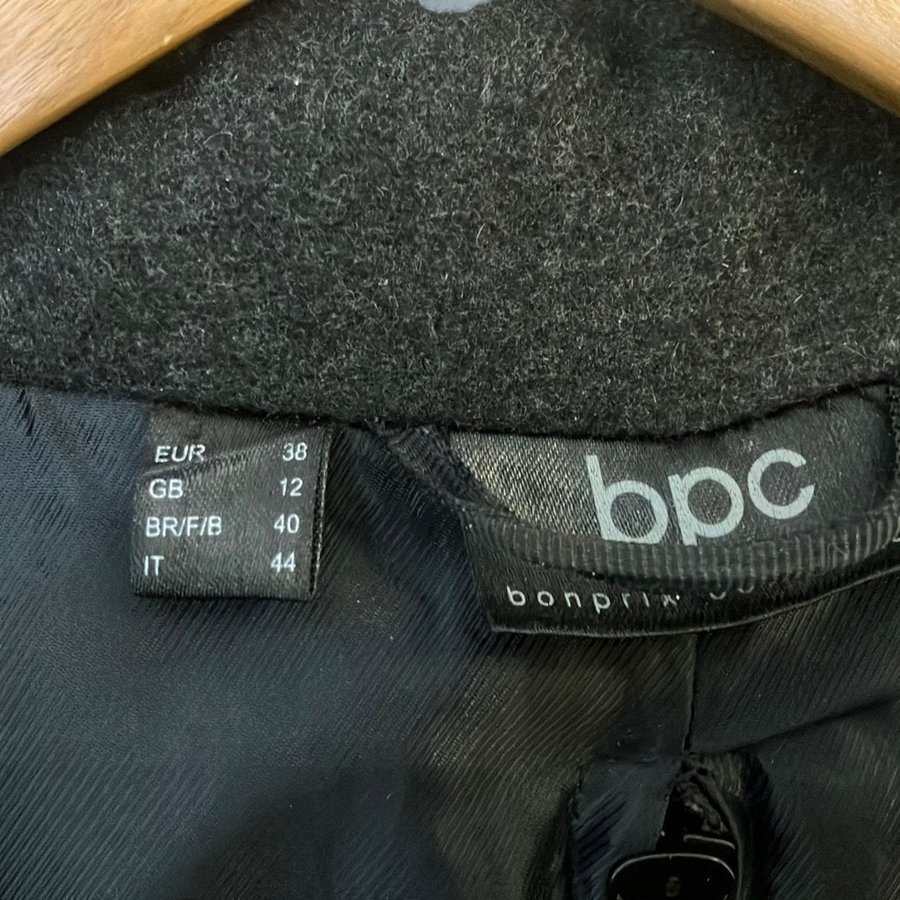 EUR 38
GB 12
BR/F/B 40
IT 44
bpc
bonprix